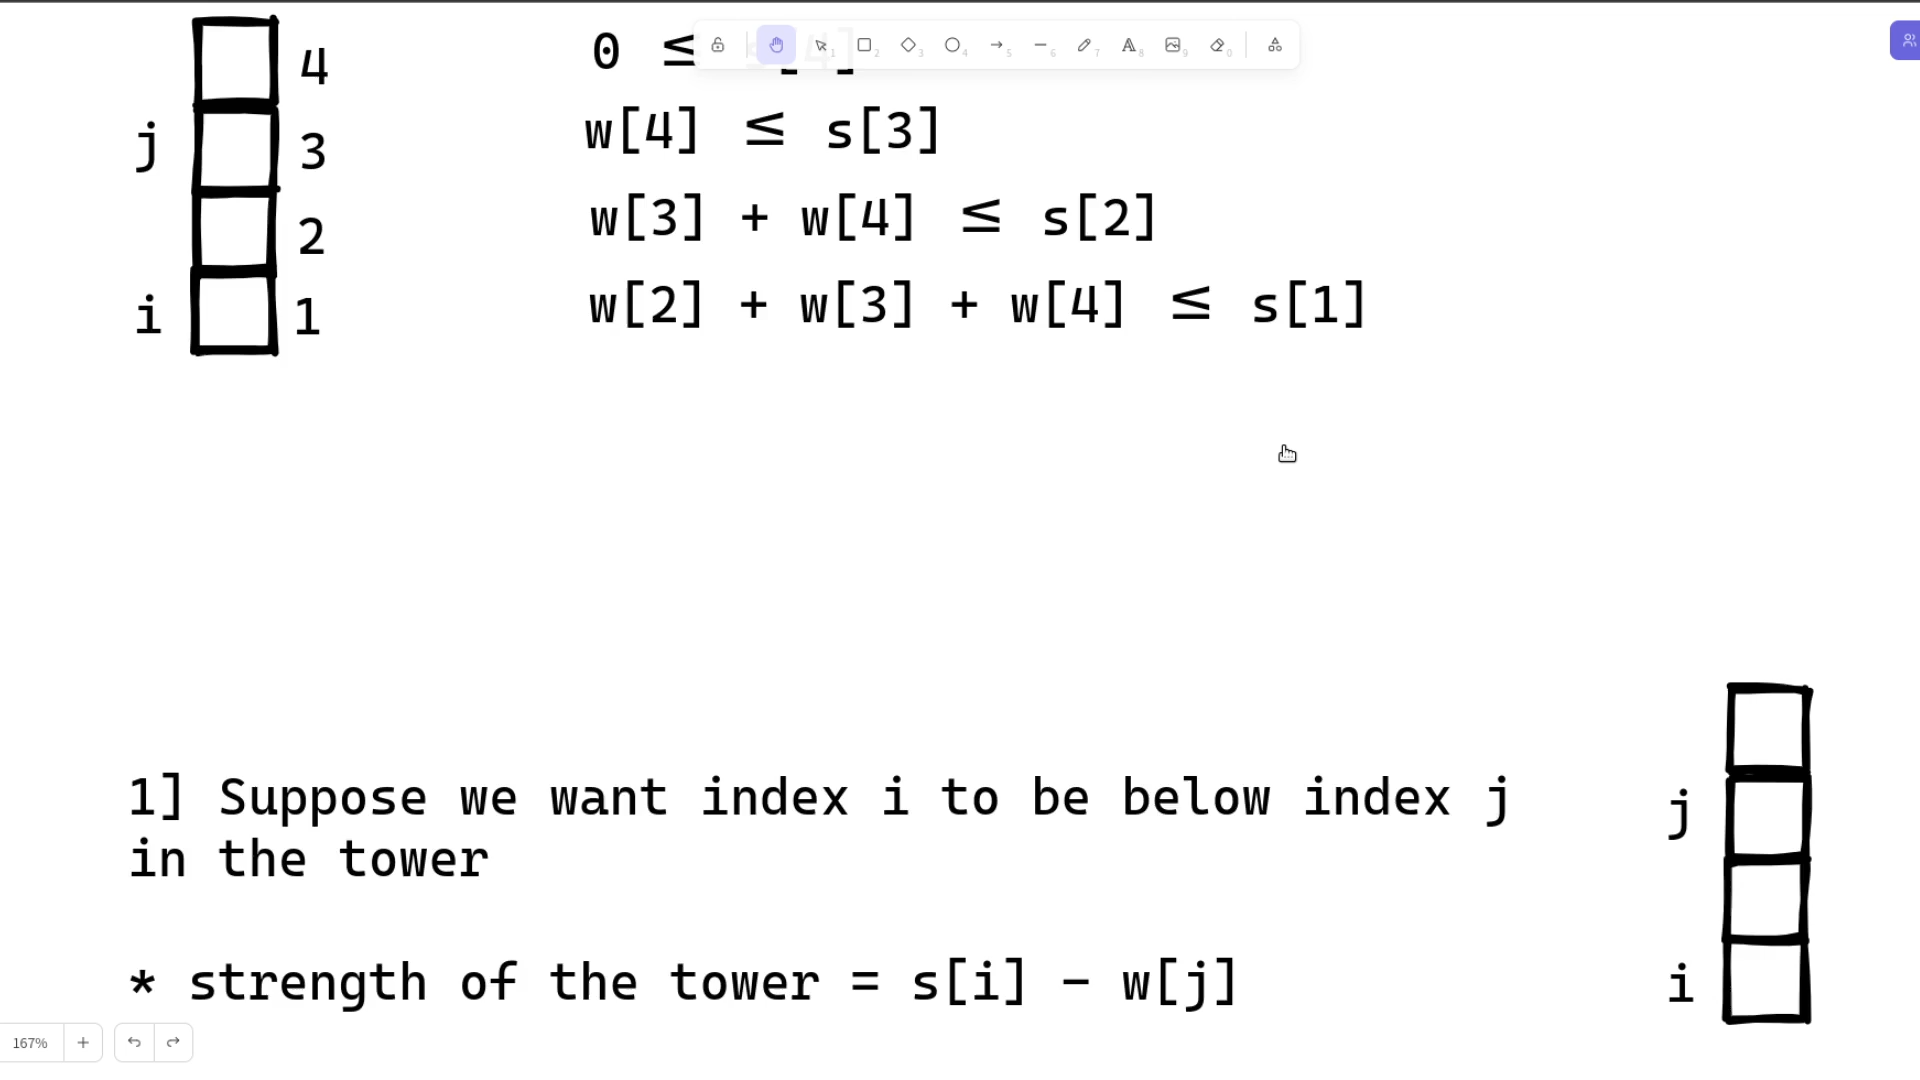 4
0 ≤ s[4]
j
3
w[4] ≤ s[3]
2
w[3] + w[4] ≤ s[2]
i
1
w[2] + w[3] + w[4] ≤ s[1]
1] Suppose we want index i to be below index j
in the tower
j
* strength of the tower = s[i] − w[j]
i
167%